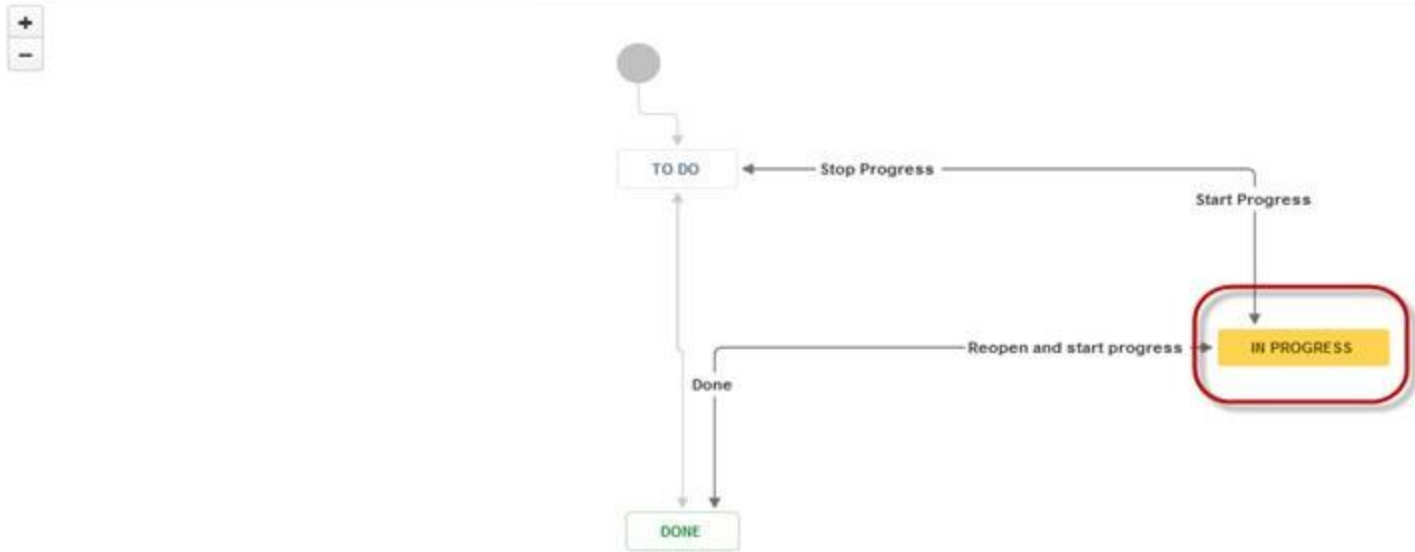 +
−
TO DO
Stop Progress
Start Progress
Reopen and start progress
IN PROGRESS
Done
DONE